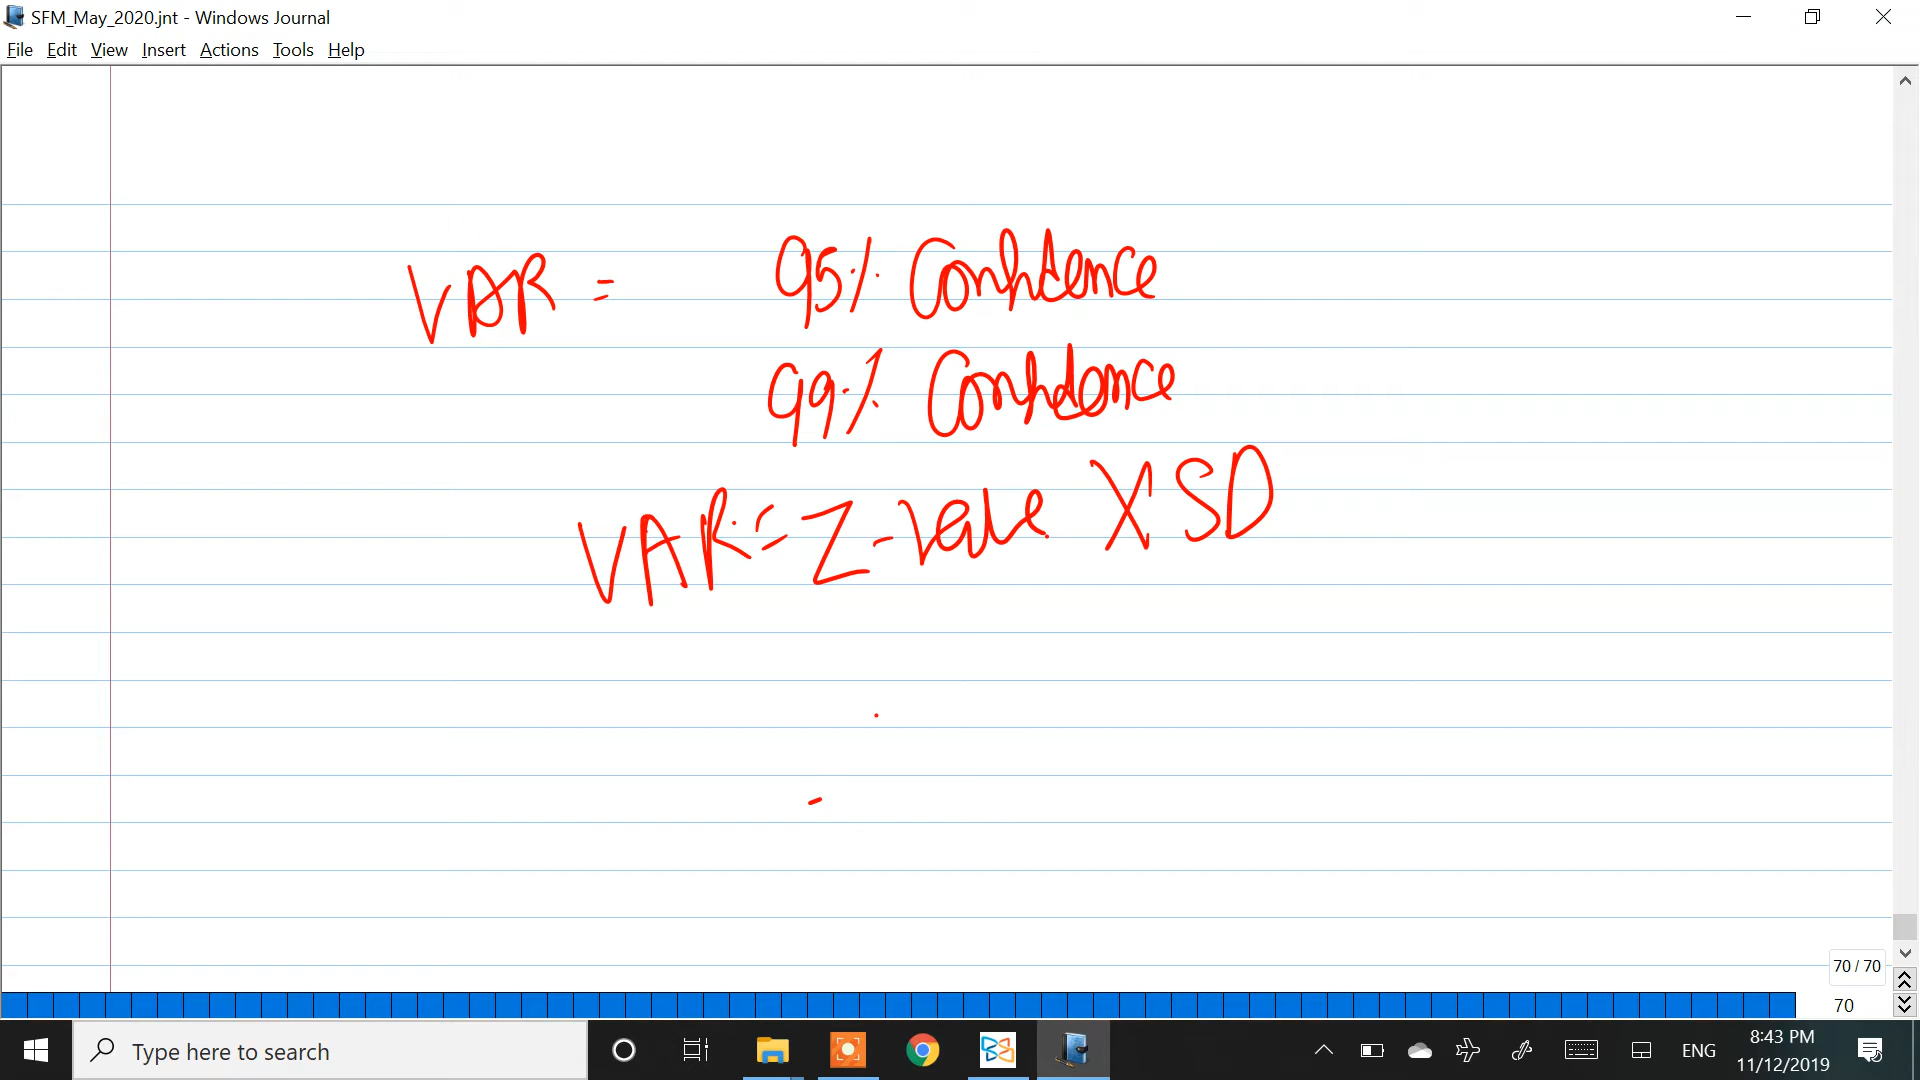 SFM_May_2020.jnt - Windows Journal
File Edit View Insert Actions Tools Help
VAR = 95% Confidence
99% Confidence
VAR = Z-value X SD
70 / 70
70
Type here to search
ENG
8:43 PM
11/12/2019